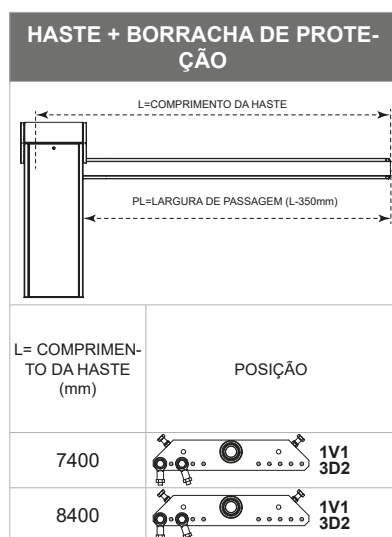 HASTE + BORRACHA DE PROTE-
ÇÃO
L=COMPRIMENTO DA HASTE
PL=LARGURA DE PASSAGEM (L-350mm)
L= COMPRIMEN-
TO DA HASTE
(mm)
POSIÇÃO
7400
1V1
3D2
8400
1V1
3D2